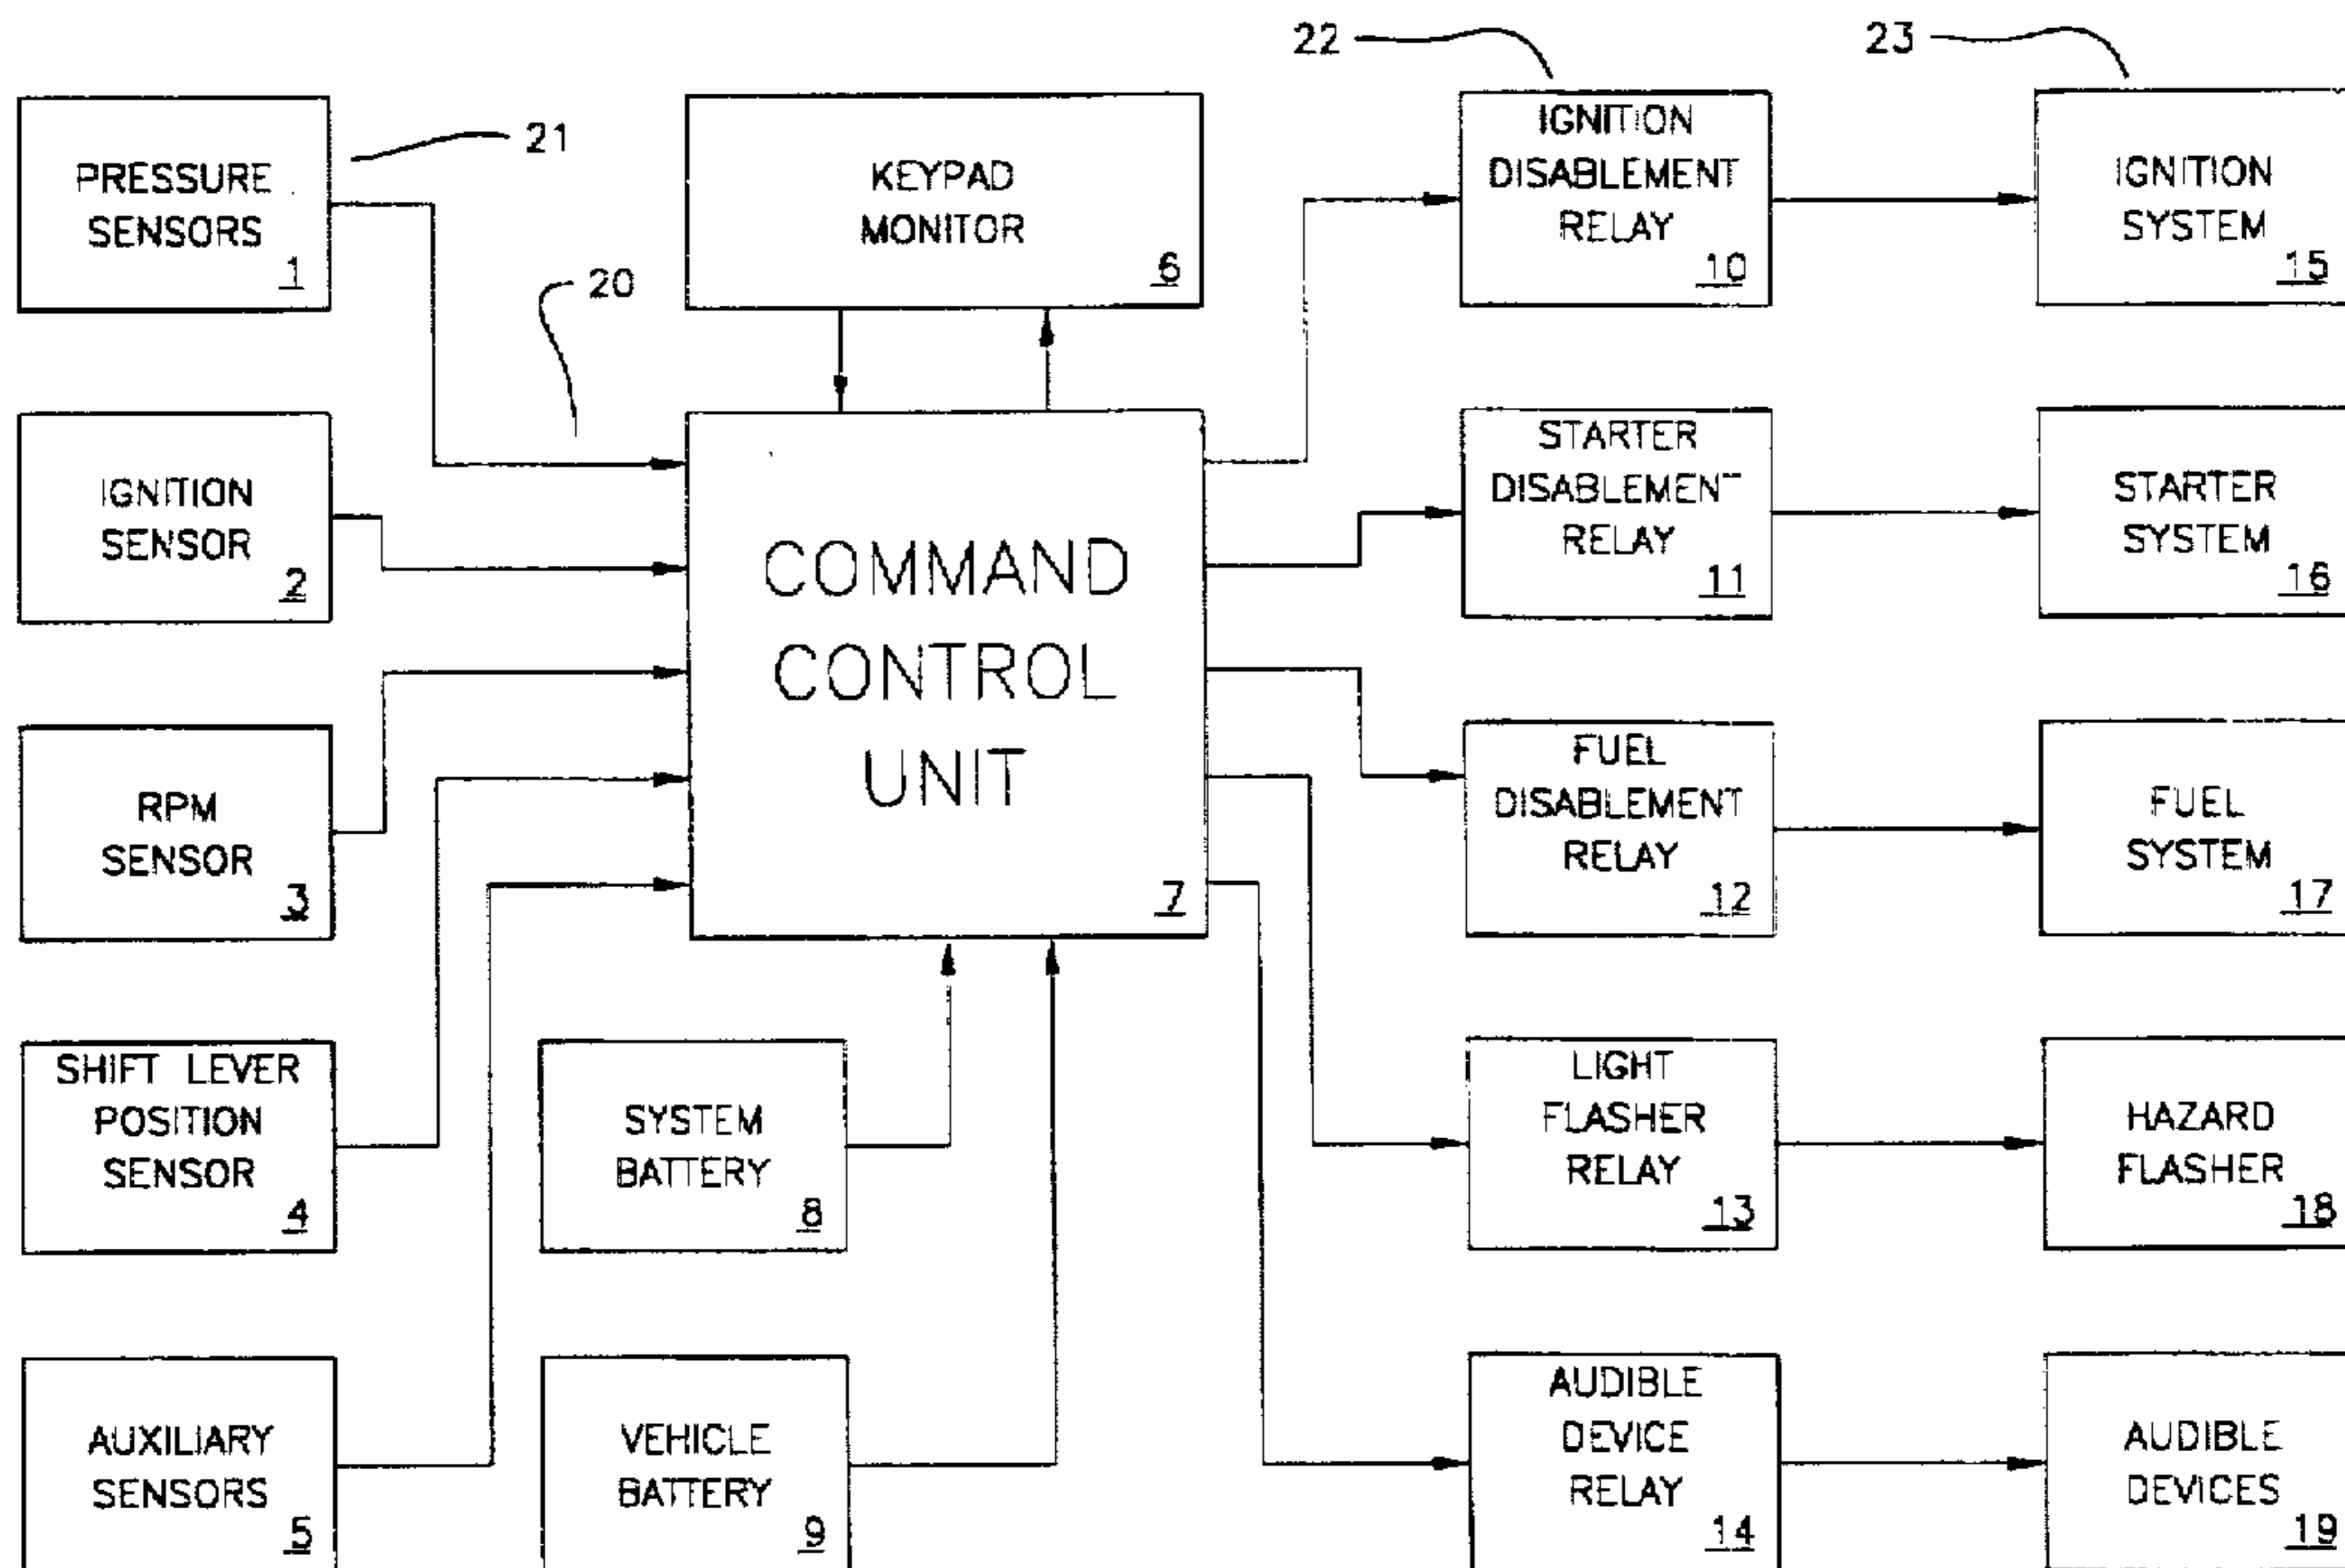 22
23
21
PRESSURE
SENSORS
1
KEYPAD
MONITOR
6
IGNITION
DISABLEMENT
RELAY
10
IGNITION
SYSTEM
15
20
IGNITION
SENSOR
2
COMMAND
CONTROL
UNIT
7
STARTER
DISABLEMENT
RELAY
11
STARTER
SYSTEM
16
RPM
SENSOR
3
FUEL
DISABLEMENT
RELAY
12
FUEL
SYSTEM
17
SHIFT LEVER
POSITION
SENSOR
4
SYSTEM
BATTERY
8
LIGHT
FLASHER
RELAY
13
HAZARD
FLASHER
18
AUXILIARY
SENSORS
5
VEHICLE
BATTERY
9
AUDIBLE
DEVICE
RELAY
14
AUDIBLE
DEVICES
19